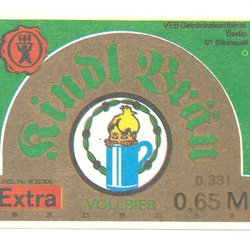 VEB Getränkekombinat
Berlin
BT Bärenquell
Kindl Bräu
VOLLBIER
0,33 l
Extra
0.65 M